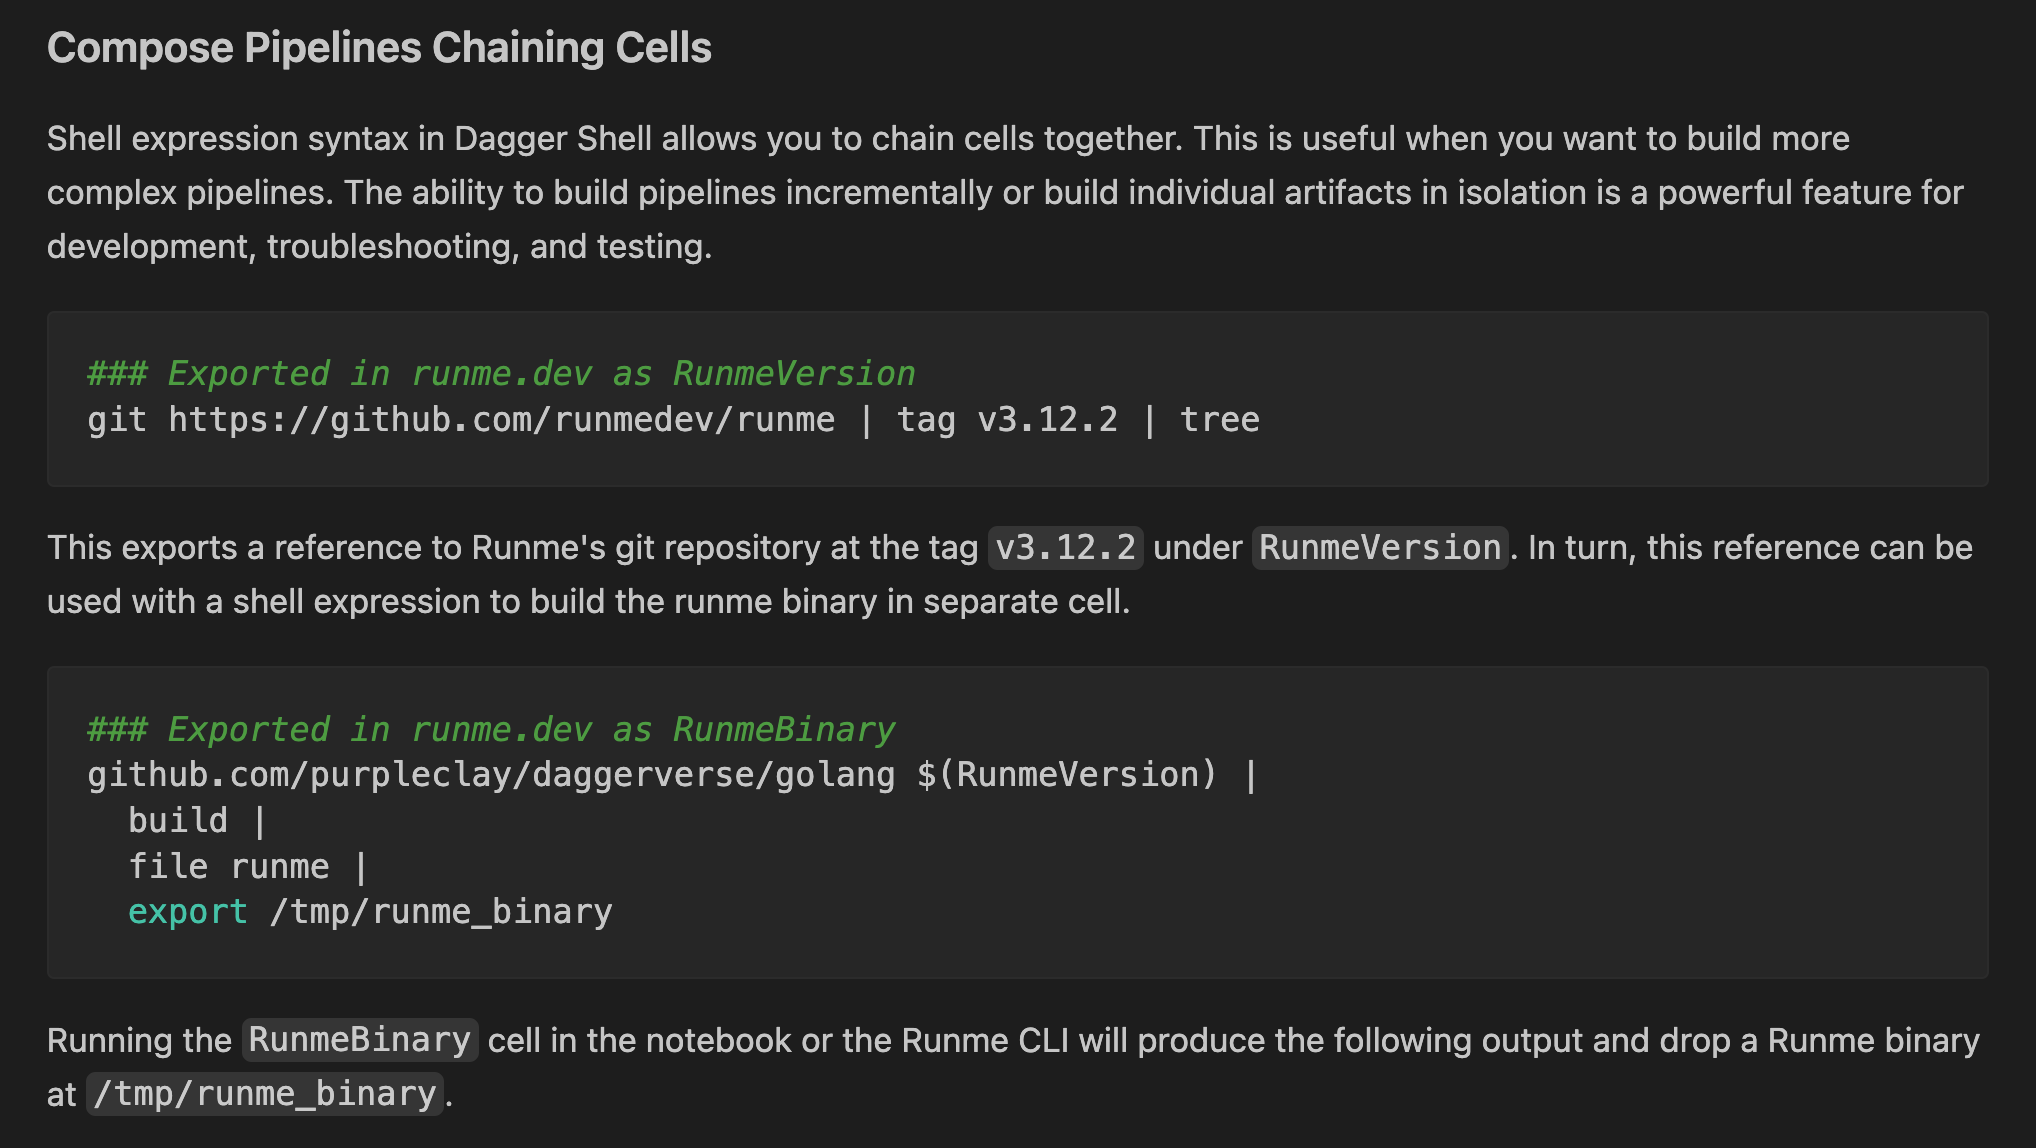 Compose Pipelines Chaining Cells
Shell expression syntax in Dagger Shell allows you to chain cells together. This is useful when you want to build more
complex pipelines. The ability to build pipelines incrementally or build individual artifacts in isolation is a powerful feature for
development, troubleshooting, and testing.
### Exported in runme.dev as RunmeVersion
git https://github.com/runmedev/runme | tag v3.12.2 | tree
This exports a reference to Runme's git repository at the tag v3.12.2 under RunmeVersion. In turn, this reference can be
used with a shell expression to build the runme binary in separate cell.
### Exported in runme.dev as RunmeBinary
github.com/purpleclay/daggerverse/golang $(RunmeVersion) |
  build |
  file runme |
  export /tmp/runme_binary
Running the RunmeBinary cell in the notebook or the Runme CLI will produce the following output and drop a Runme binary
at /tmp/runme_binary.